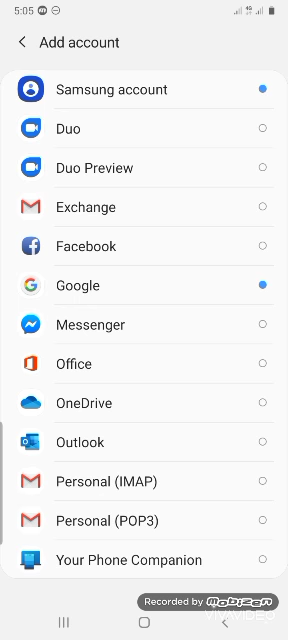 5:05
Add account
Samsung account
Duo
Duo Preview
Exchange
Facebook
Google
Messenger
Office
OneDrive
Outlook
Personal (IMAP)
Personal (POP3)
Your Phone Companion
Recorded by Mobizen
VIVAVIDEO